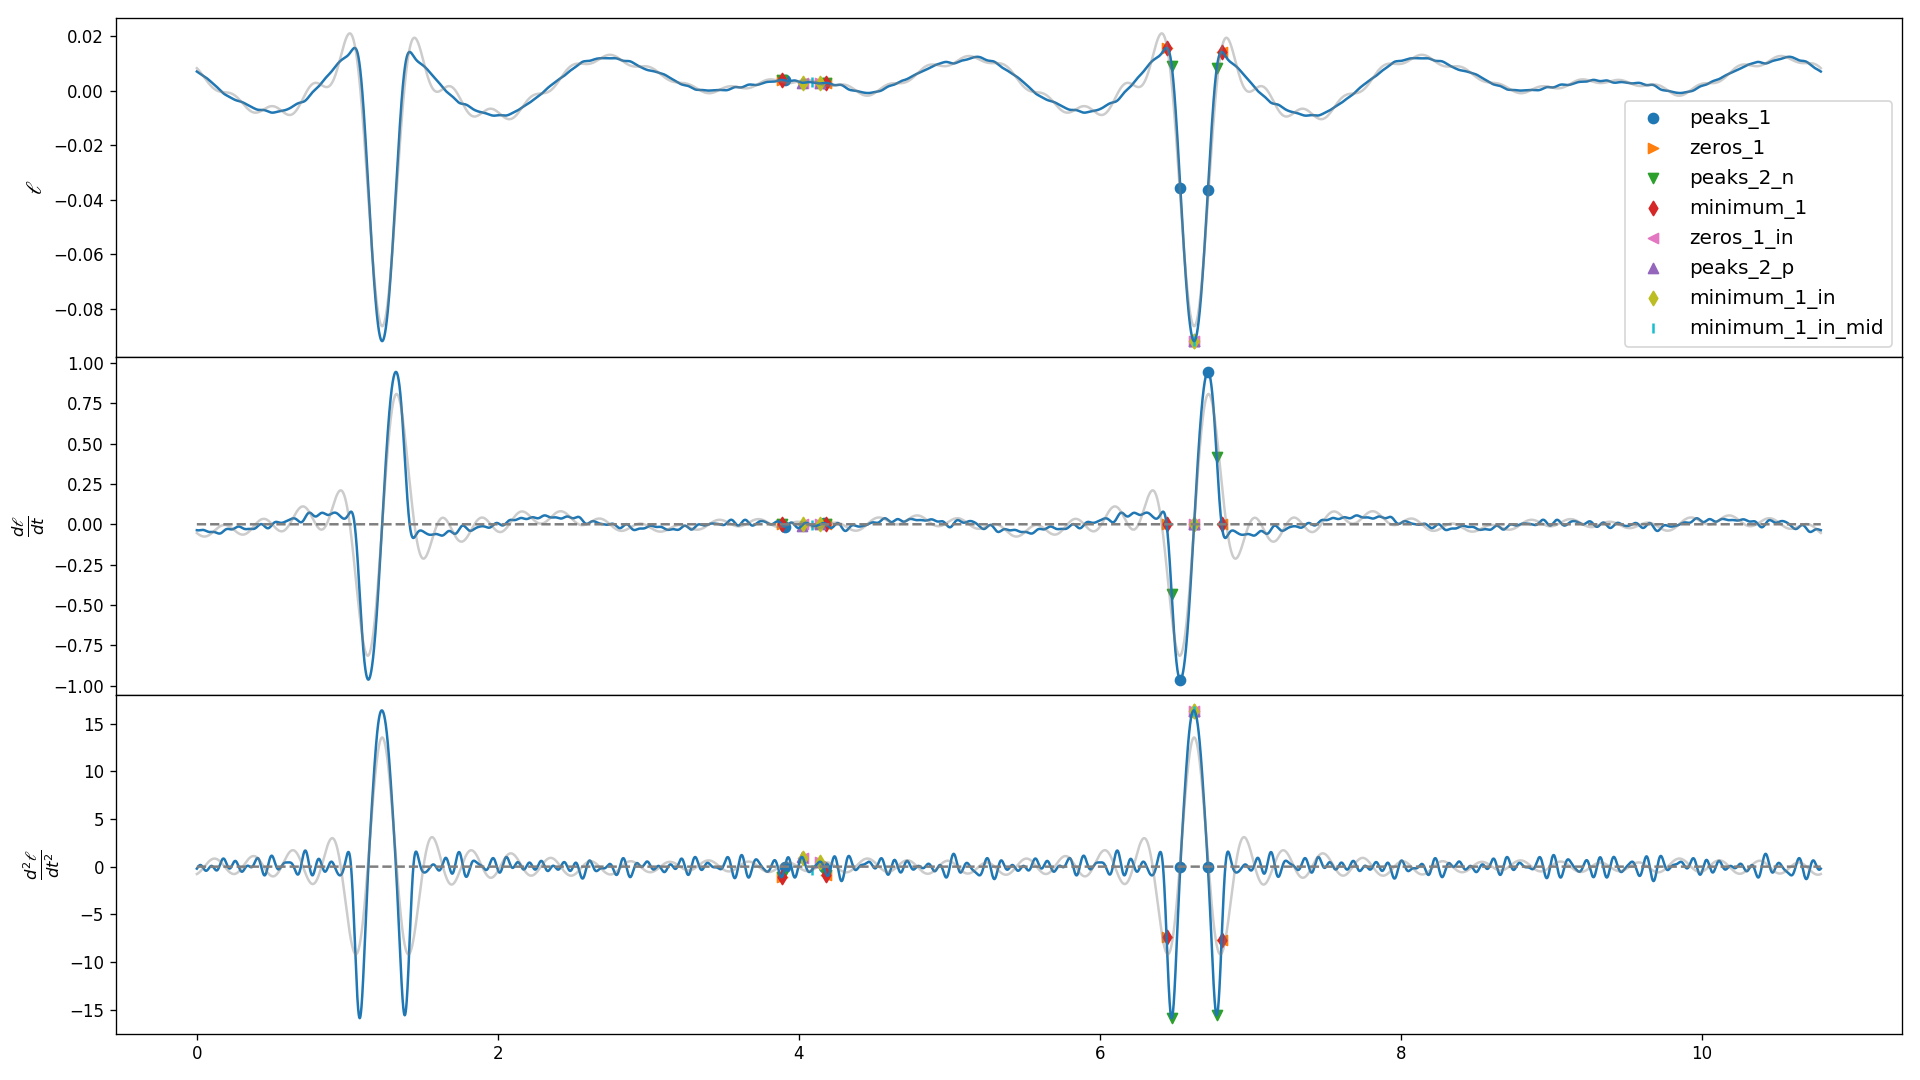 0.02
0.00
−0.02
−0.04
−0.06
−0.08
ℓ
peaks_1
zeros_1
peaks_2_n
minimum_1
zeros_1_in
peaks_2_p
minimum_1_in
minimum_1_in_mid
1.00
0.75
0.50
0.25
0.00
−0.25
−0.50
−0.75
−1.00
dℓ
dt
15
10
5
0
−5
−10
−15
d²ℓ
dt²
0 2 4 6 8 10